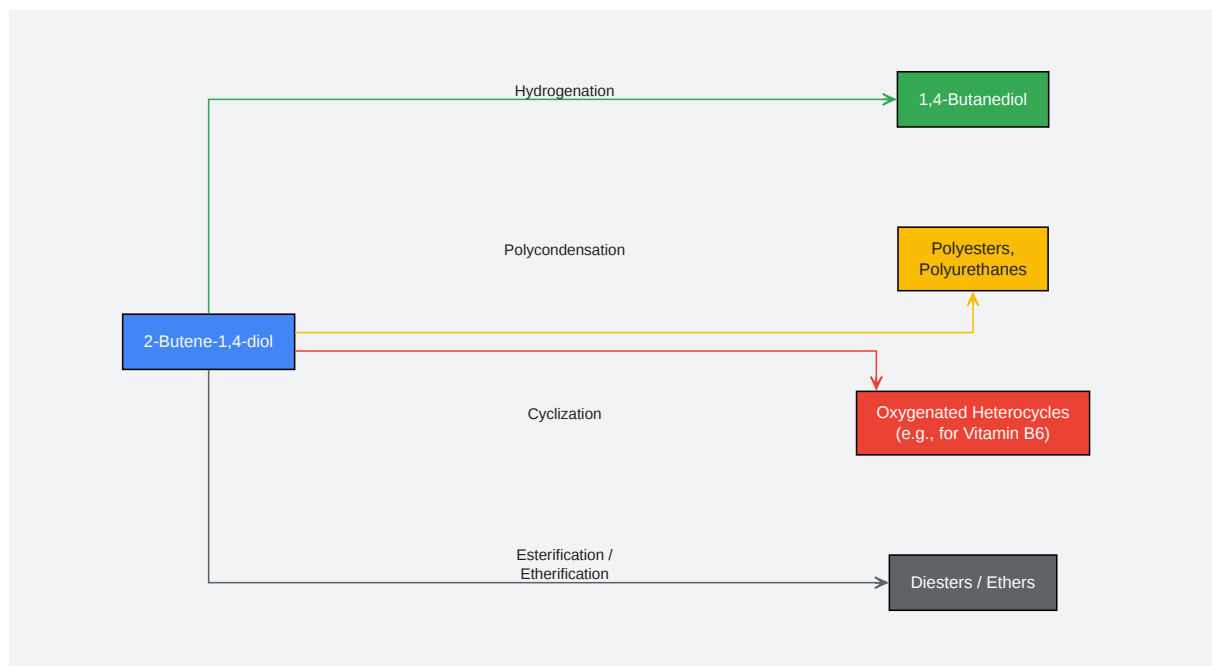 Hydrogenation
1,4-Butanediol
Polycondensation
Polyesters,
Polyurethanes
2-Butene-1,4-diol
Cyclization
Oxygenated Heterocycles
(e.g., for Vitamin B6)
Esterification /
Etherification
Diesters / Ethers